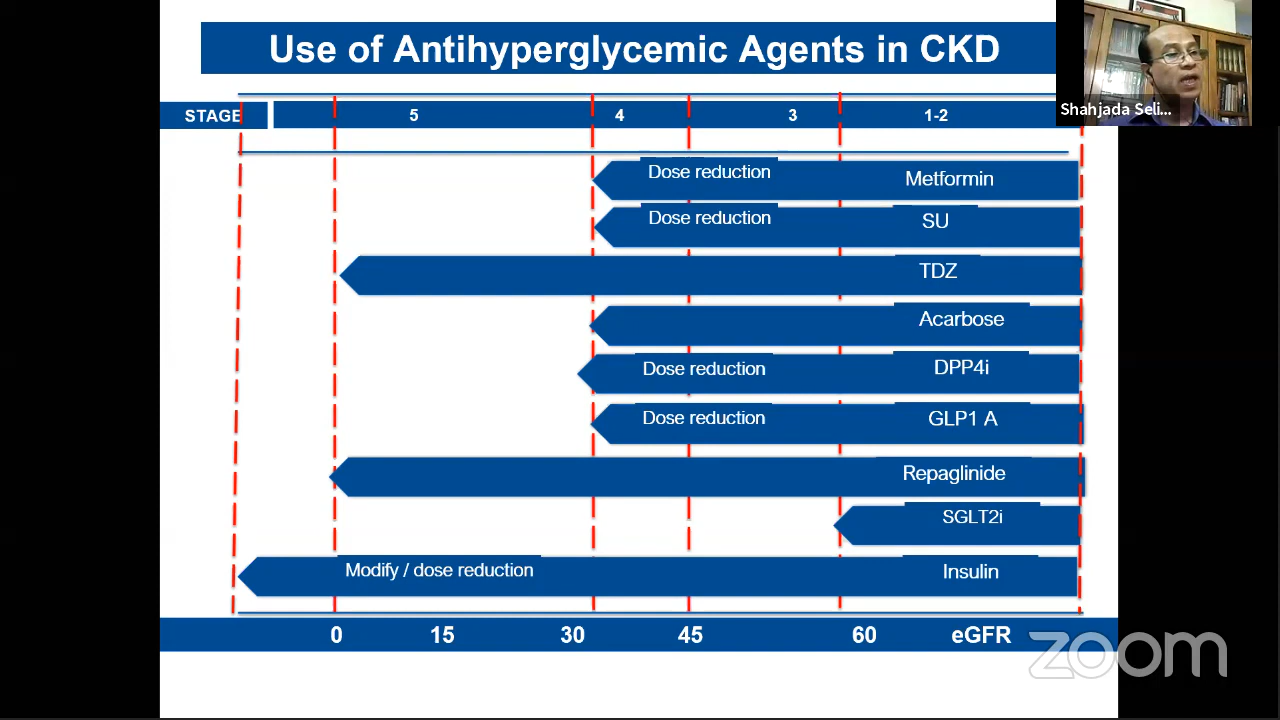 Use of Antihyperglycemic Agents in CKD
Shahjada Seli...
STAGE 5 4 3 1-2
Dose reduction Metformin
Dose reduction SU
TDZ
Acarbose
Dose reduction DPP4i
Dose reduction GLP1 A
Repaglinide
SGLT2i
Modify / dose reduction Insulin
0 15 30 45 60 eGFR
zoom